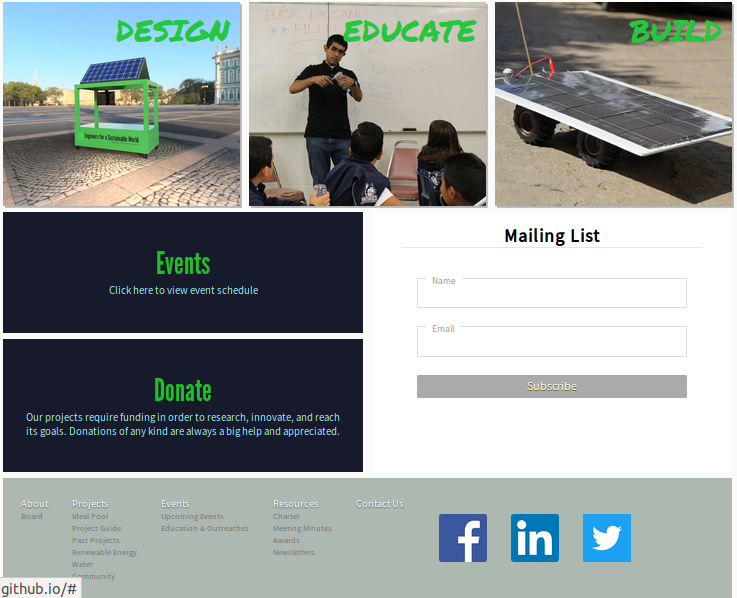 DESIGN
EDUCATE
BUILD
Engineers for a Sustainable World
Events
Click here to view event schedule
Donate
Our projects require funding in order to research, innovate, and reach
its goals. Donations of any kind are always a big help and appreciated.
Mailing List
Name
Email
Subscribe
About
Board
Projects
Ideal Pool
Project Guide
Past Projects
Renewable Energy
Water
Community
Events
Upcoming Events
Education & Outreaches
Resources
Charter
Meeting Minutes
Awards
Newsletters
Contact Us
f
in
github.io/#